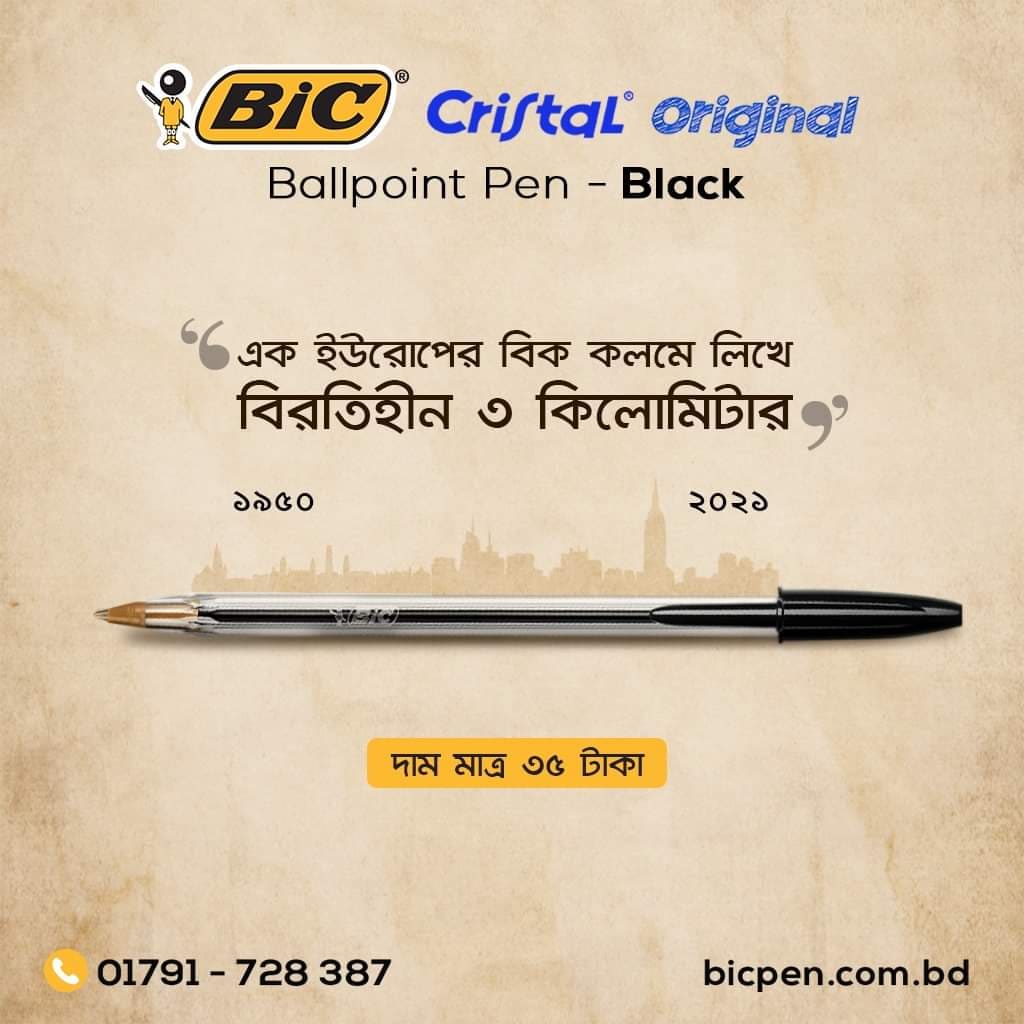 BiC® Cristal® Original
Ballpoint Pen - Black
“এক ইউরোপের বিক কলমে লিখে
বিরতিহীন ৩ কিলোমিটার”
১৯৫০ ২০২১
BiC
দাম মাত্র ৩৫ টাকা
01791 - 728 387 bicpen.com.bd